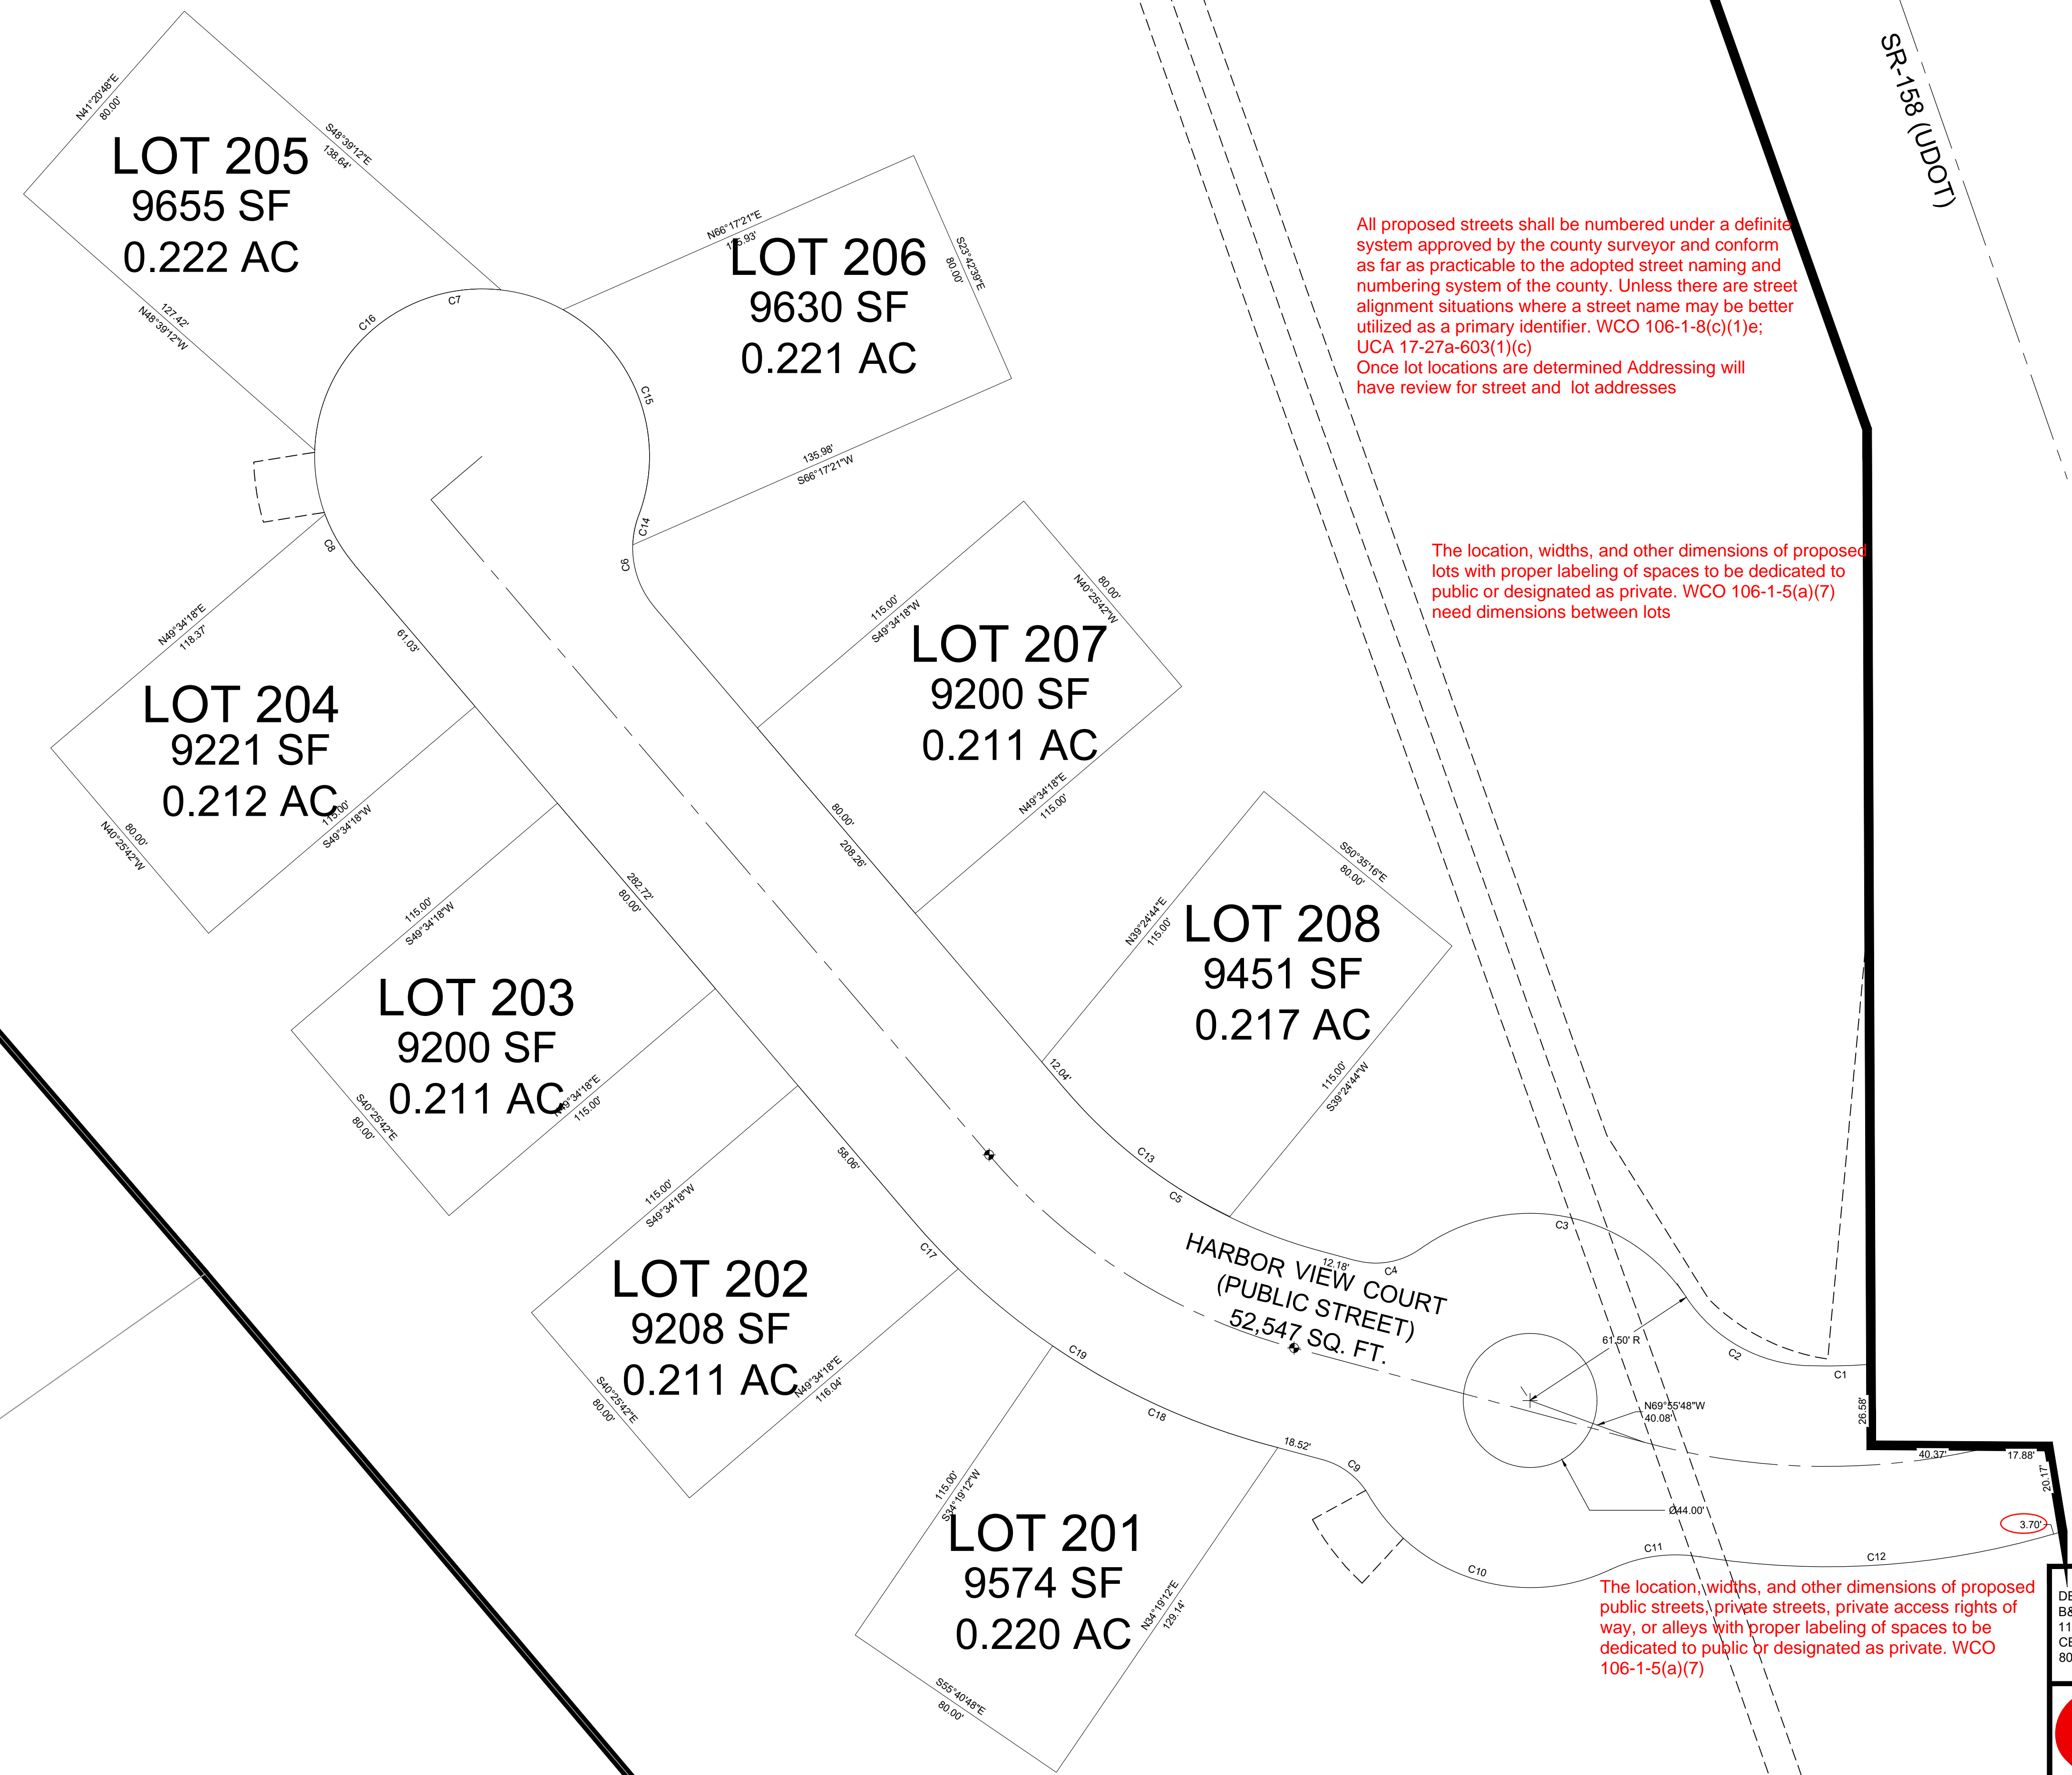 SR-158 (UDOT)
N41°20'48"E
80.00'
S48°39'12"E
138.64'
LOT 205
9655 SF
0.222 AC
127.42'
N48°39'12"W
C7
C16
C15
C14
C6
C8
N66°17'21"E
S23°42'39"E
80.00'
LOT 206
9630 SF
0.221 AC
135.98'
S66°17'21"W
All proposed streets shall be numbered under a definite
system approved by the county surveyor and conform
as far as practicable to the adopted street naming and
numbering system of the county. Unless there are street
alignment situations where a street name may be better
utilized as a primary identifier. WCO 106-1-8(c)(1)e;
UCA 17-27a-603(1)(c)
Once lot locations are determined Addressing will
have review for street and lot addresses
The location, widths, and other dimensions of proposed
lots with proper labeling of spaces to be dedicated to
public or designated as private. WCO 106-1-5(a)(7)
need dimensions between lots
115.00'
S49°34'18"W
80.00'
N40°25'42"W
LOT 207
9200 SF
0.211 AC
N49°34'18"E
115.00'
80.00'
208.26'
N49°34'18"E
118.37'
61.03'
LOT 204
9221 SF
0.212 AC
115.00'
S49°34'18"W
80.00'
N40°25'42"W
282.72'
80.00'
115.00'
S49°34'18"W
LOT 203
9200 SF
0.211 AC
N49°34'18"E
115.00'
S40°25'42"E
80.00'
S50°35'16"E
80.00'
N39°24'44"E
115.00'
LOT 208
9451 SF
0.217 AC
115.00'
S39°24'44"W
12.04'
C13
C5
58.06'
115.00'
S49°34'18"W
LOT 202
9208 SF
0.211 AC
N49°34'18"E
116.04'
S40°25'42"E
80.00'
C17
C19
C18
18.52'
C9
HARBOR VIEW COURT
(PUBLIC STREET)
52,547 SQ. FT.
12.18'
C4
C3
61.50' R
C2
C1
N69°55'48"W
40.08'
26.58'
40.37'
17.88'
20.17'
3.70'
Ø44.00'
C10
C11
C12
115.00'
S34°19'12"W
LOT 201
9574 SF
0.220 AC
N34°19'12"E
129.14'
S55°40'48"E
80.00'
The location, widths, and other dimensions of proposed
public streets, private streets, private access rights of
way, or alleys with proper labeling of spaces to be
dedicated to public or designated as private. WCO
106-1-5(a)(7)